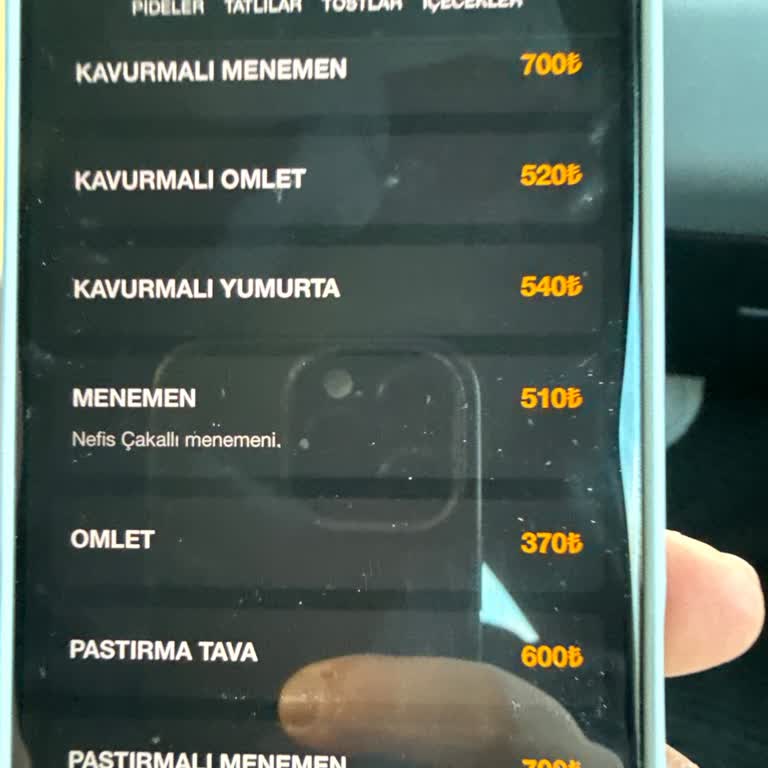 PİDELER TATLILAR TOSTLAR İÇECEKLER
KAVURMALI MENEMEN 700₺
KAVURMALI OMLET 520₺
KAVURMALI YUMURTA 540₺
MENEMEN 510₺
Nefis Çakallı menemeni.
OMLET 370₺
PASTIRMA TAVA 600₺
PASTIRMALI MENEMEN 700₺